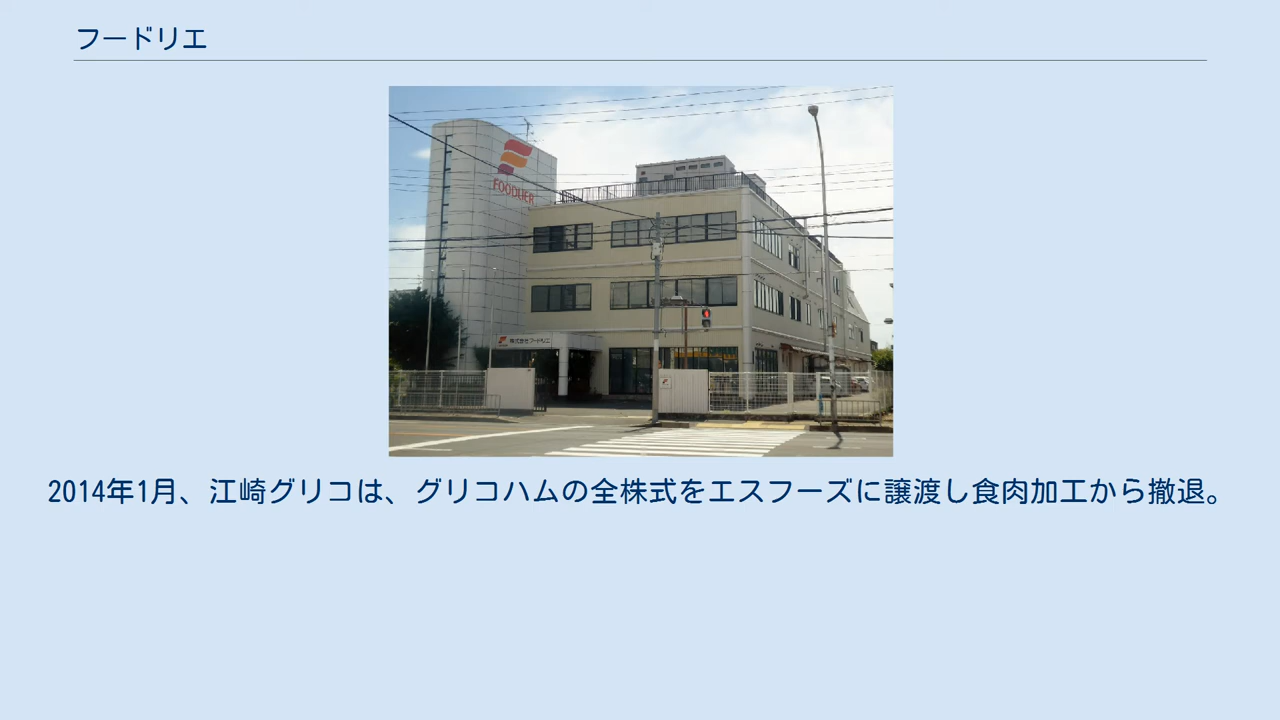 フードリエ
FOODLIER
株式会社フードリエ
2014年1月、江崎グリコは、グリコハムの全株式をエスフーズに譲渡し食肉加工から撤退。